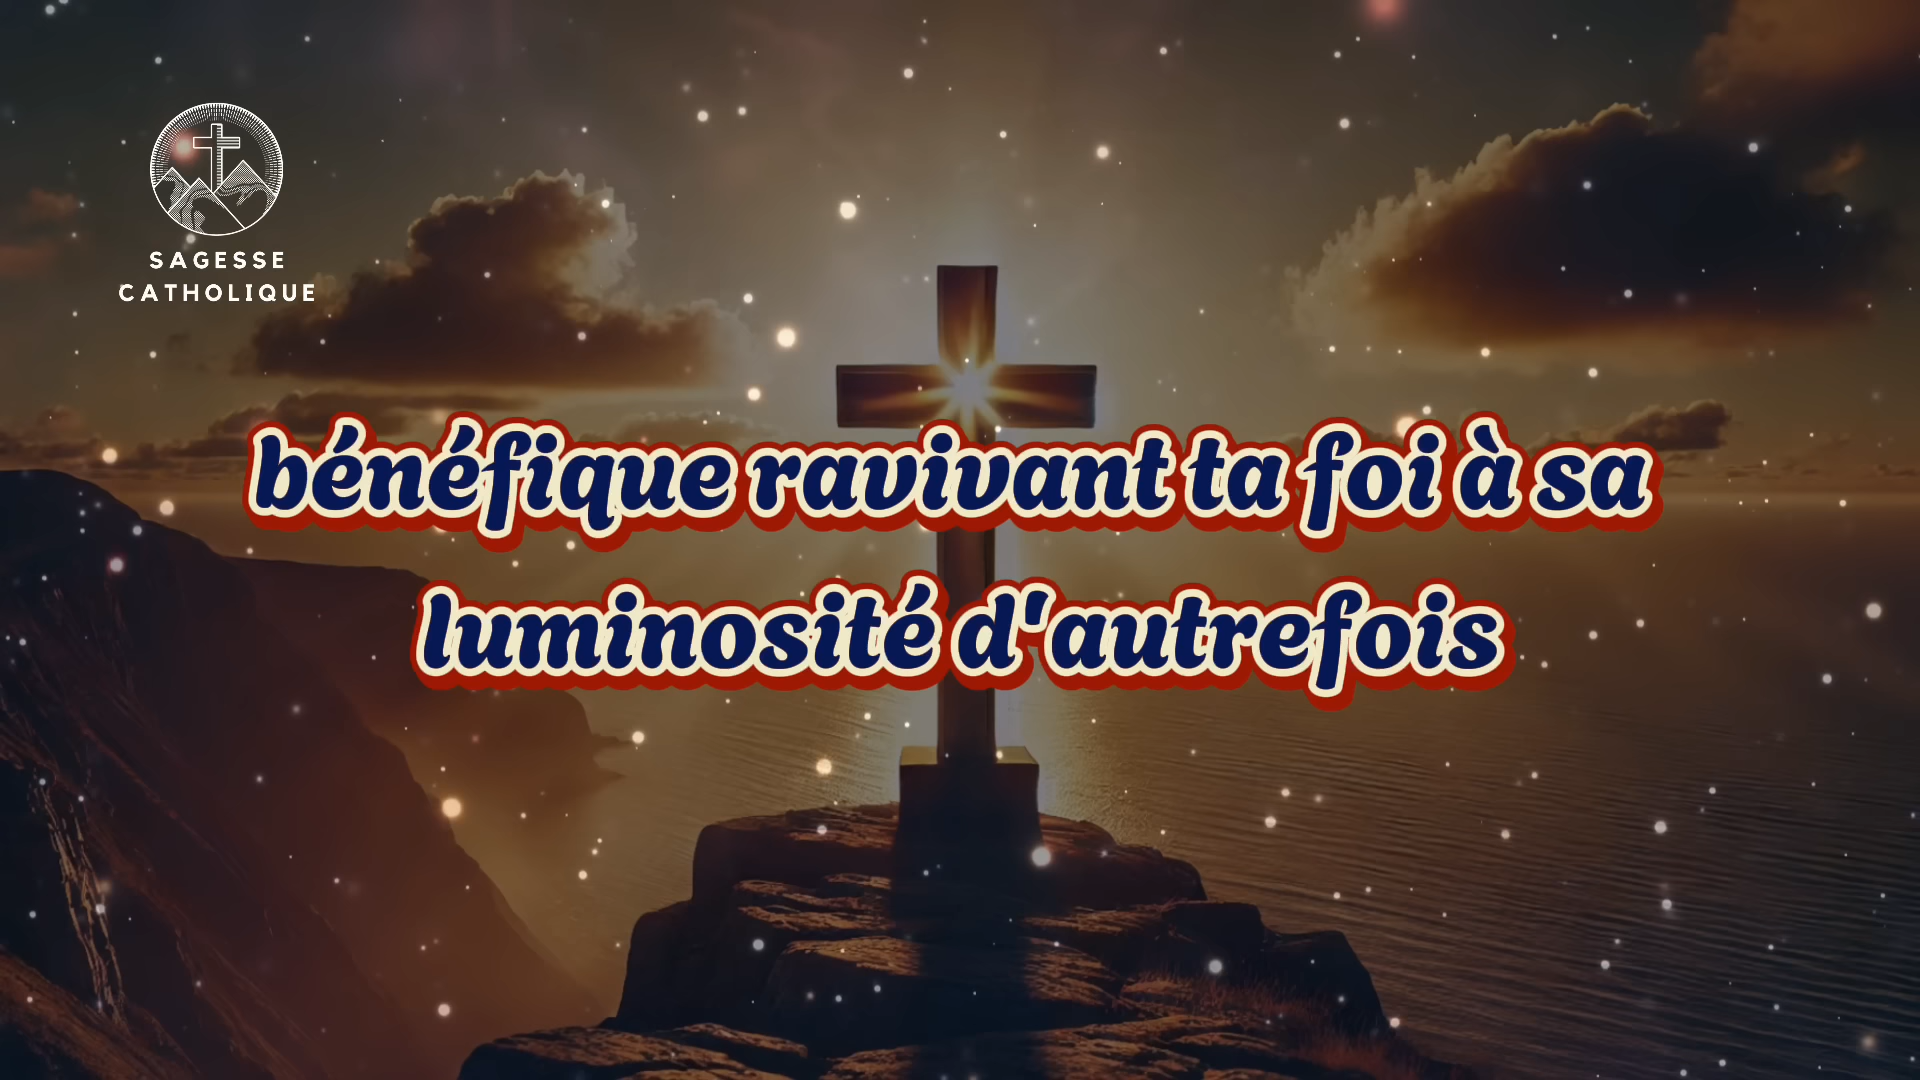 SAGESSE
CATHOLIQUE
bénéfique ravivant ta foi à sa
luminosité d'autrefois